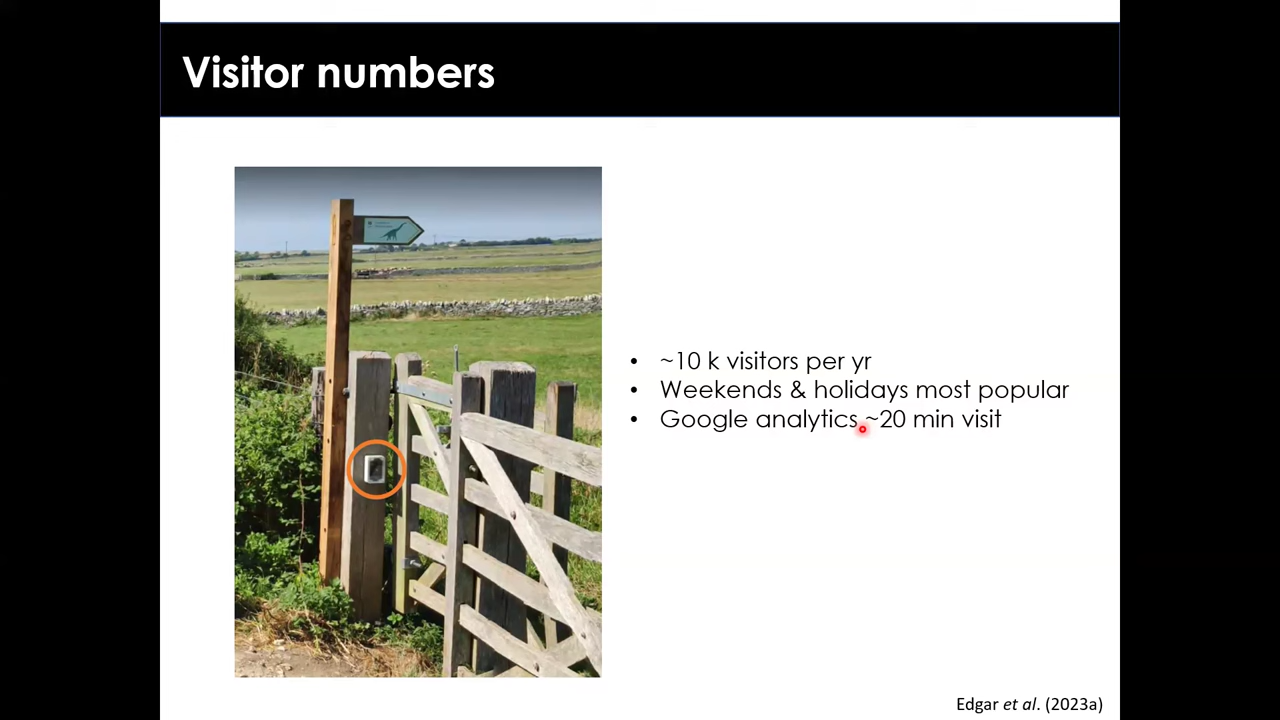 Visitor numbers
• ~10 k visitors per yr
• Weekends & holidays most popular
• Google analytics ~20 min visit
Edgar et al. (2023a)